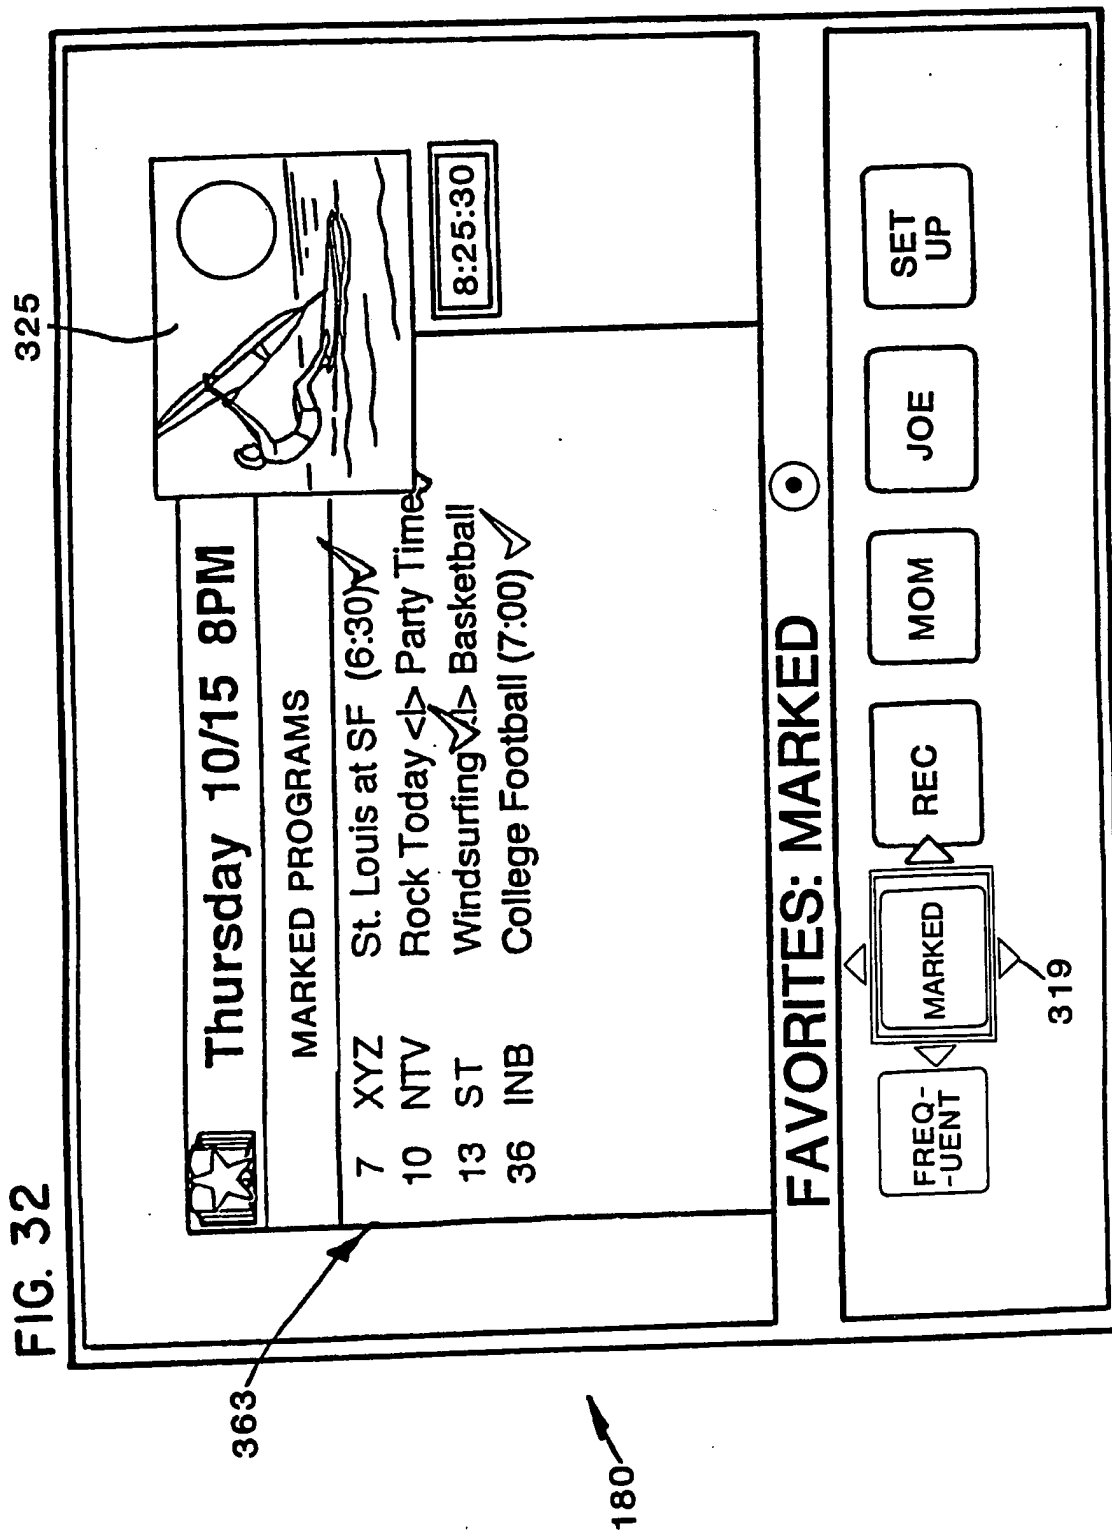 FIG. 32
325
363
180
Thursday 10/15 8PM
MARKED PROGRAMS
7 XYZ St. Louis at SF (6:30)
10 NTV Rock Today <|> Party Time
13 ST Windsurfing <|> Basketball
36 INB College Football (7:00)
8:25:30
FAVORITES: MARKED
FREQ-
-UENT
MARKED
REC
MOM
JOE
SET
UP
319